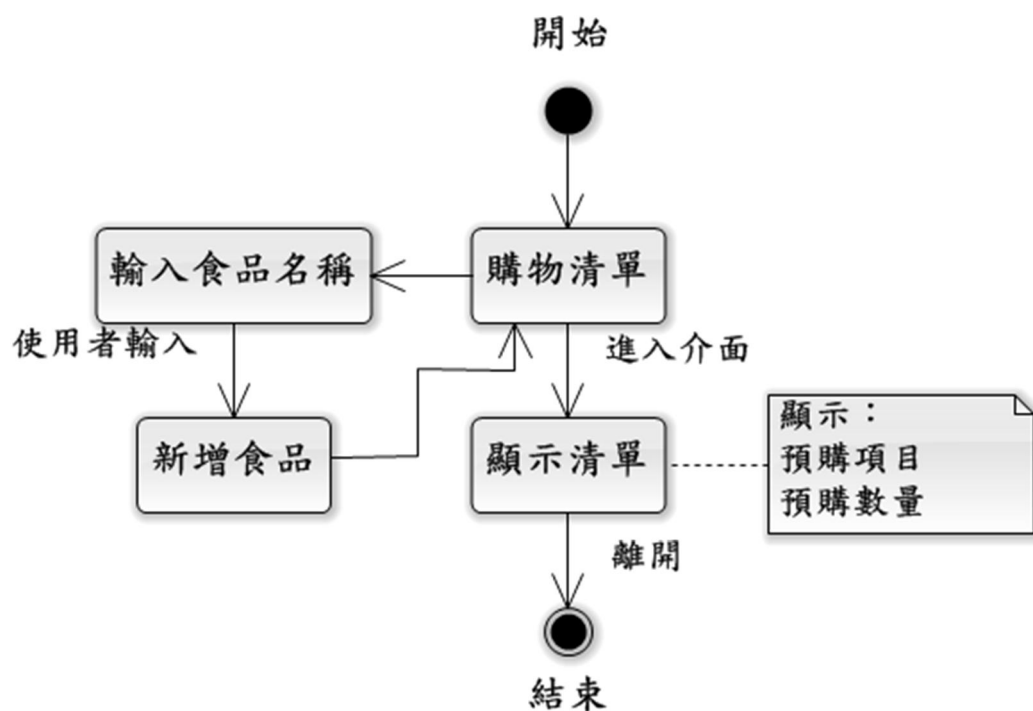 開始
輸入食品名稱
購物清單
使用者輸入
進入介面
新增食品
顯示清單
顯示：
預購項目
預購數量
離開
結束